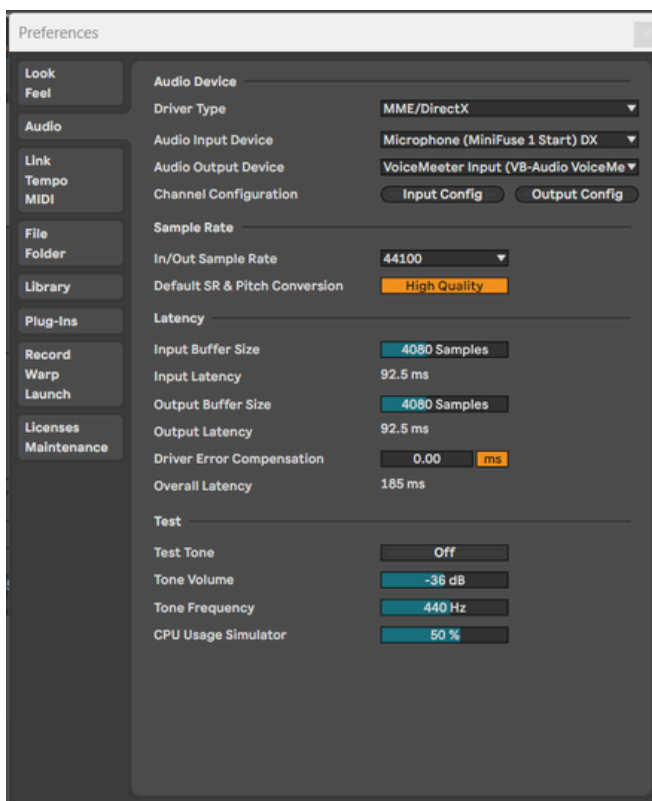 Preferences
Look
Feel
Audio
Link
Tempo
MIDI
File
Folder
Library
Plug-Ins
Record
Warp
Launch
Licenses
Maintenance
Audio Device
Driver Type MME/DirectX
Audio Input Device Microphone (MiniFuse 1 Start) DX
Audio Output Device VoiceMeeter Input (VB-Audio VoiceMe
Channel Configuration Input Config Output Config
Sample Rate
In/Out Sample Rate 44100
Default SR & Pitch Conversion High Quality
Latency
Input Buffer Size 4080 Samples
Input Latency 92.5 ms
Output Buffer Size 4080 Samples
Output Latency 92.5 ms
Driver Error Compensation 0.00 ms
Overall Latency 185 ms
Test
Test Tone Off
Tone Volume -36 dB
Tone Frequency 440 Hz
CPU Usage Simulator 50 %